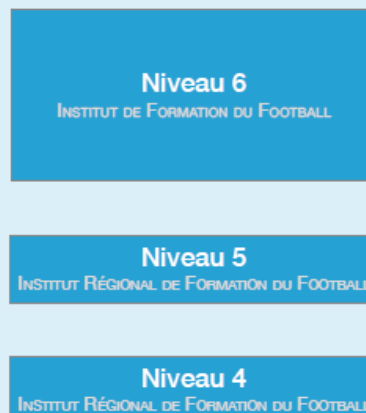 Niveau 6
Institut de Formation du Football
Niveau 5
Institut Régional de Formation du Football
Niveau 4
Institut Régional de Formation du Football